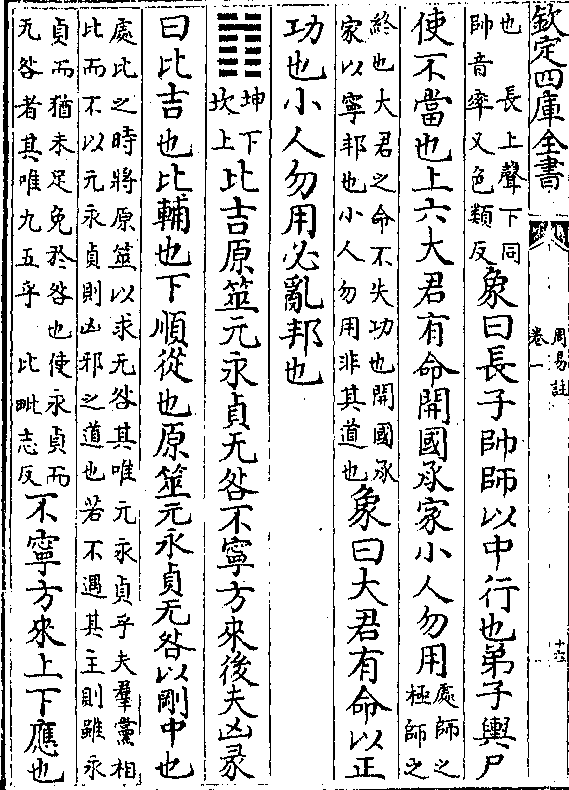 欽定四庫全書
周易註
卷一
十六
也　長上聲下同
帥音率又色類反
象曰長子帥師以中行也弟子輿尸
使不當也上六大君有命開國承家小人勿用
處師之
極師之
終也大君之命不失功也開國承
家以寧邦也小人勿用非其道也
象曰大君有命以正
功也小人勿用必亂邦也
坤下
坎上
比吉原筮元永貞无咎不寧方來後夫凶彖
曰比吉也比輔也下順從也原筮元永貞无咎以剛中也
處比之時將原筮以求无咎其唯元永貞乎夫羣黨相
比而不以元永貞則凶邪之道也若不遇其主則雖永
貞而猶未足免於咎也使永貞而
无咎者其唯九五乎　比毗志反
不寧方來上下應也